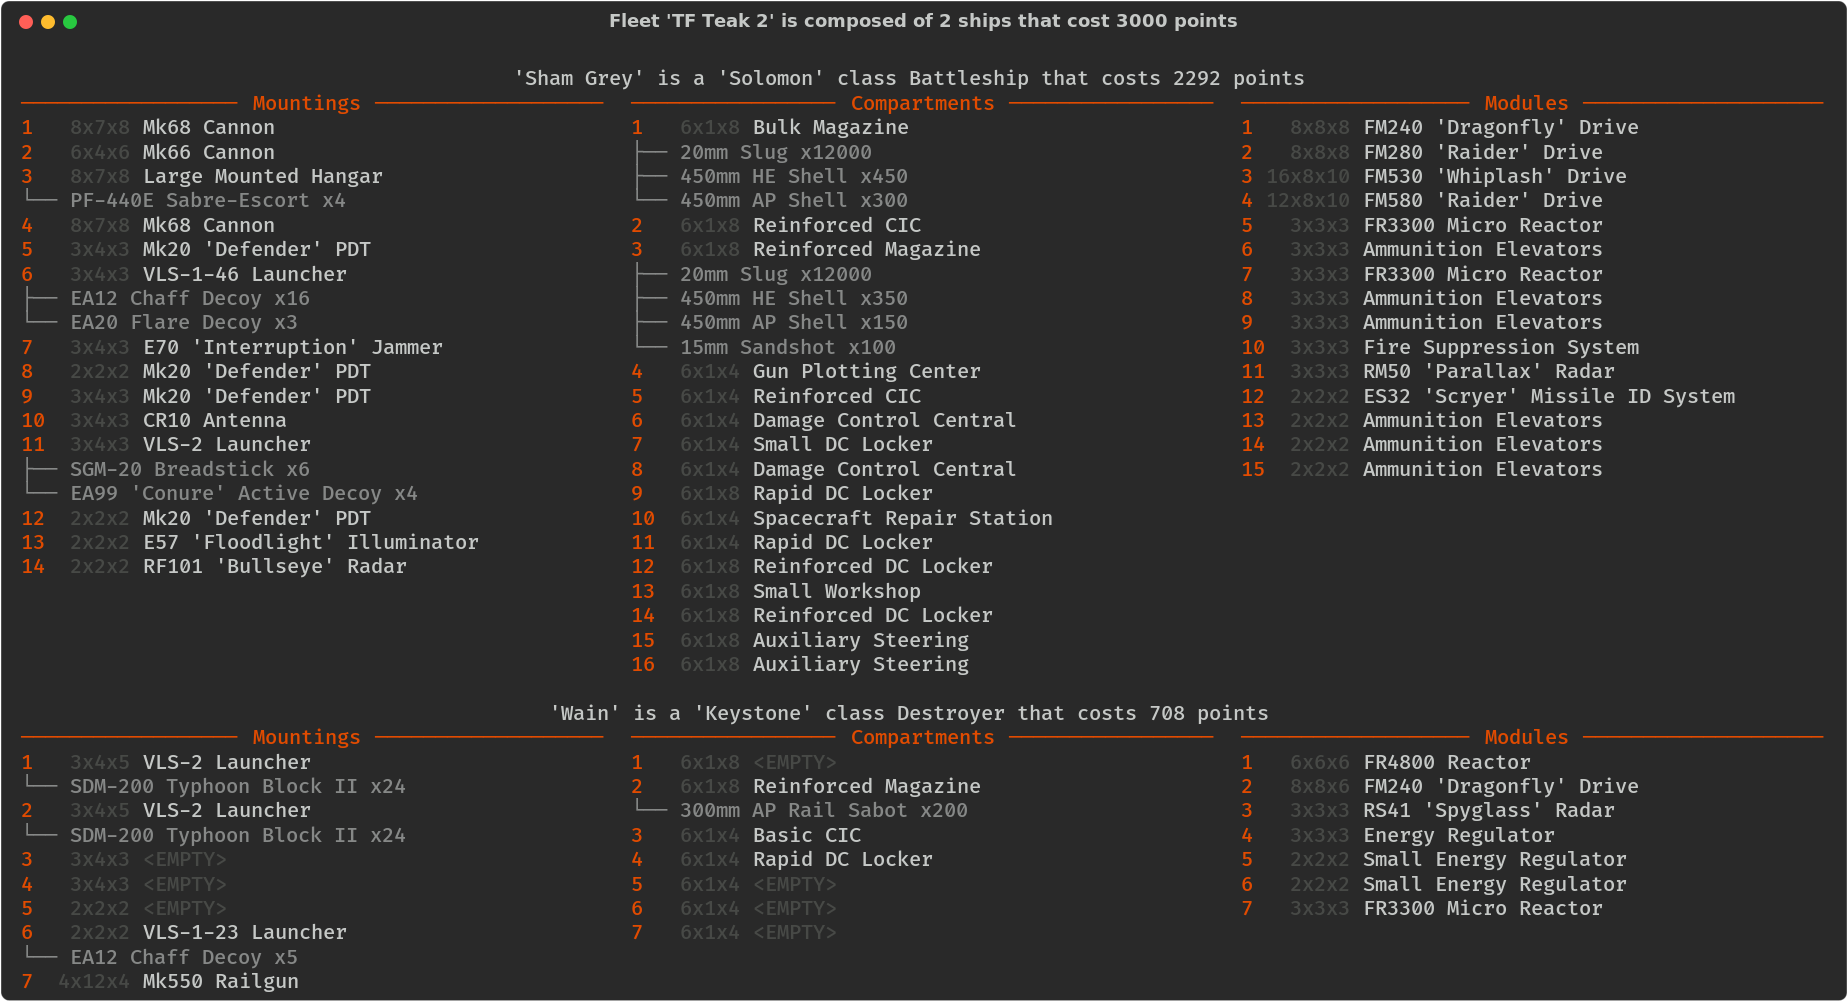 Fleet 'TF Teak 2' is composed of 2 ships that cost 3000 points
'Sham Grey' is a 'Solomon' class Battleship that costs 2292 points
Mountings
1 8x7x8 Mk68 Cannon
2 6x4x6 Mk66 Cannon
3 8x7x8 Large Mounted Hangar
PF-440E Sabre-Escort x4
4 8x7x8 Mk68 Cannon
5 3x4x3 Mk20 'Defender' PDT
6 3x4x3 VLS-1-46 Launcher
EA12 Chaff Decoy x16
EA20 Flare Decoy x3
7 3x4x3 E70 'Interruption' Jammer
8 2x2x2 Mk20 'Defender' PDT
9 3x4x3 Mk20 'Defender' PDT
10 3x4x3 CR10 Antenna
11 3x4x3 VLS-2 Launcher
SGM-20 Breadstick x6
EA99 'Conure' Active Decoy x4
12 2x2x2 Mk20 'Defender' PDT
13 2x2x2 E57 'Floodlight' Illuminator
14 2x2x2 RF101 'Bullseye' Radar
Compartments
1 6x1x8 Bulk Magazine
20mm Slug x12000
450mm HE Shell x450
450mm AP Shell x300
2 6x1x8 Reinforced CIC
3 6x1x8 Reinforced Magazine
20mm Slug x12000
450mm HE Shell x350
450mm AP Shell x150
15mm Sandshot x100
4 6x1x4 Gun Plotting Center
5 6x1x4 Reinforced CIC
6 6x1x4 Damage Control Central
7 6x1x4 Small DC Locker
8 6x1x4 Damage Control Central
9 6x1x8 Rapid DC Locker
10 6x1x4 Spacecraft Repair Station
11 6x1x4 Rapid DC Locker
12 6x1x8 Reinforced DC Locker
13 6x1x8 Small Workshop
14 6x1x8 Reinforced DC Locker
15 6x1x8 Auxiliary Steering
16 6x1x8 Auxiliary Steering
Modules
1 8x8x8 FM240 'Dragonfly' Drive
2 8x8x8 FM280 'Raider' Drive
3 16x8x10 FM530 'Whiplash' Drive
4 12x8x10 FM580 'Raider' Drive
5 3x3x3 FR3300 Micro Reactor
6 3x3x3 Ammunition Elevators
7 3x3x3 FR3300 Micro Reactor
8 3x3x3 Ammunition Elevators
9 3x3x3 Ammunition Elevators
10 3x3x3 Fire Suppression System
11 3x3x3 RM50 'Parallax' Radar
12 2x2x2 ES32 'Scryer' Missile ID System
13 2x2x2 Ammunition Elevators
14 2x2x2 Ammunition Elevators
15 2x2x2 Ammunition Elevators
'Wain' is a 'Keystone' class Destroyer that costs 708 points
Mountings
1 3x4x5 VLS-2 Launcher
SDM-200 Typhoon Block II x24
2 3x4x5 VLS-2 Launcher
SDM-200 Typhoon Block II x24
3 3x4x3 <EMPTY>
4 3x4x3 <EMPTY>
5 2x2x2 <EMPTY>
6 2x2x2 VLS-1-23 Launcher
EA12 Chaff Decoy x5
7 4x12x4 Mk550 Railgun
Compartments
1 6x1x8 <EMPTY>
2 6x1x8 Reinforced Magazine
300mm AP Rail Sabot x200
3 6x1x4 Basic CIC
4 6x1x4 Rapid DC Locker
5 6x1x4 <EMPTY>
6 6x1x4 <EMPTY>
7 6x1x4 <EMPTY>
Modules
1 6x6x6 FR4800 Reactor
2 8x8x6 FM240 'Dragonfly' Drive
3 3x3x3 RS41 'Spyglass' Radar
4 3x3x3 Energy Regulator
5 2x2x2 Small Energy Regulator
6 2x2x2 Small Energy Regulator
7 3x3x3 FR3300 Micro Reactor